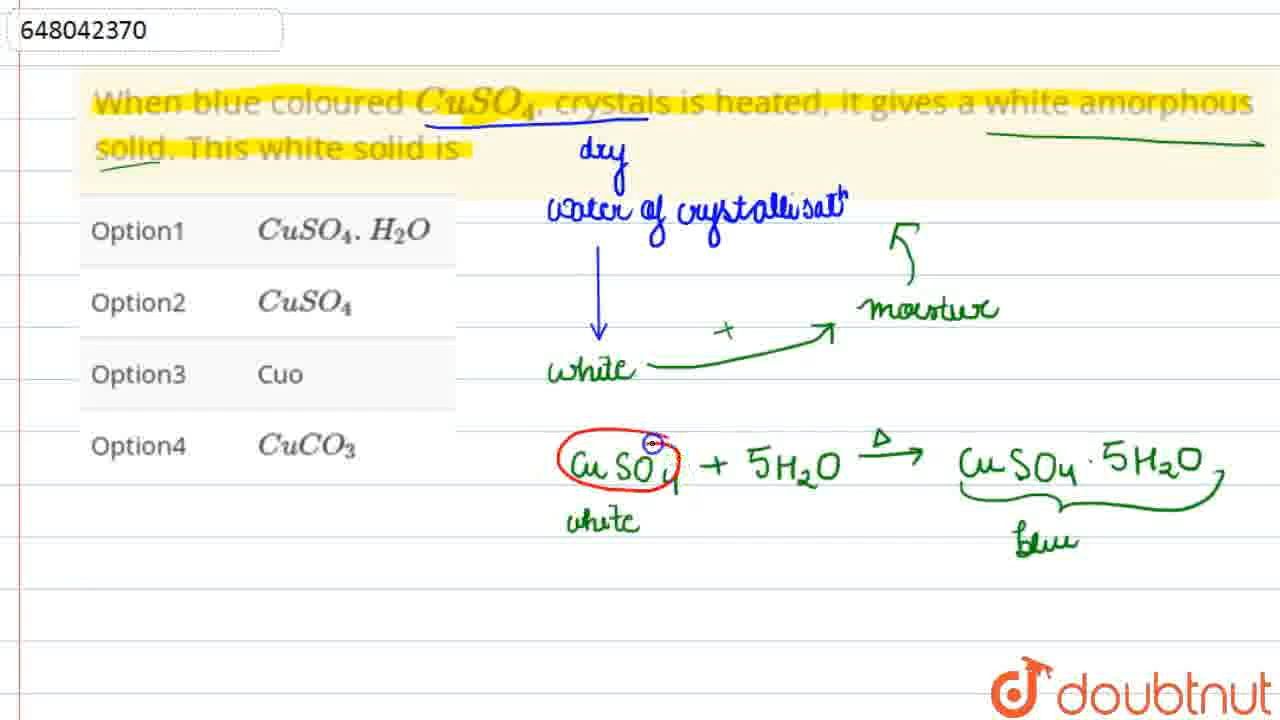 648042370
When blue coloured CuSO₄. crystals is heated, it gives a white amorphous
solid. This white solid is
dry
water of crystallisatⁿ
Option1 CuSO₄. H₂O
Option2 CuSO₄
moisture
white +
Option3 Cuo
Option4 CuCO₃
CuSO₄ + 5H₂O Δ→ CuSO₄·5H₂O
white
blue
doubtnut